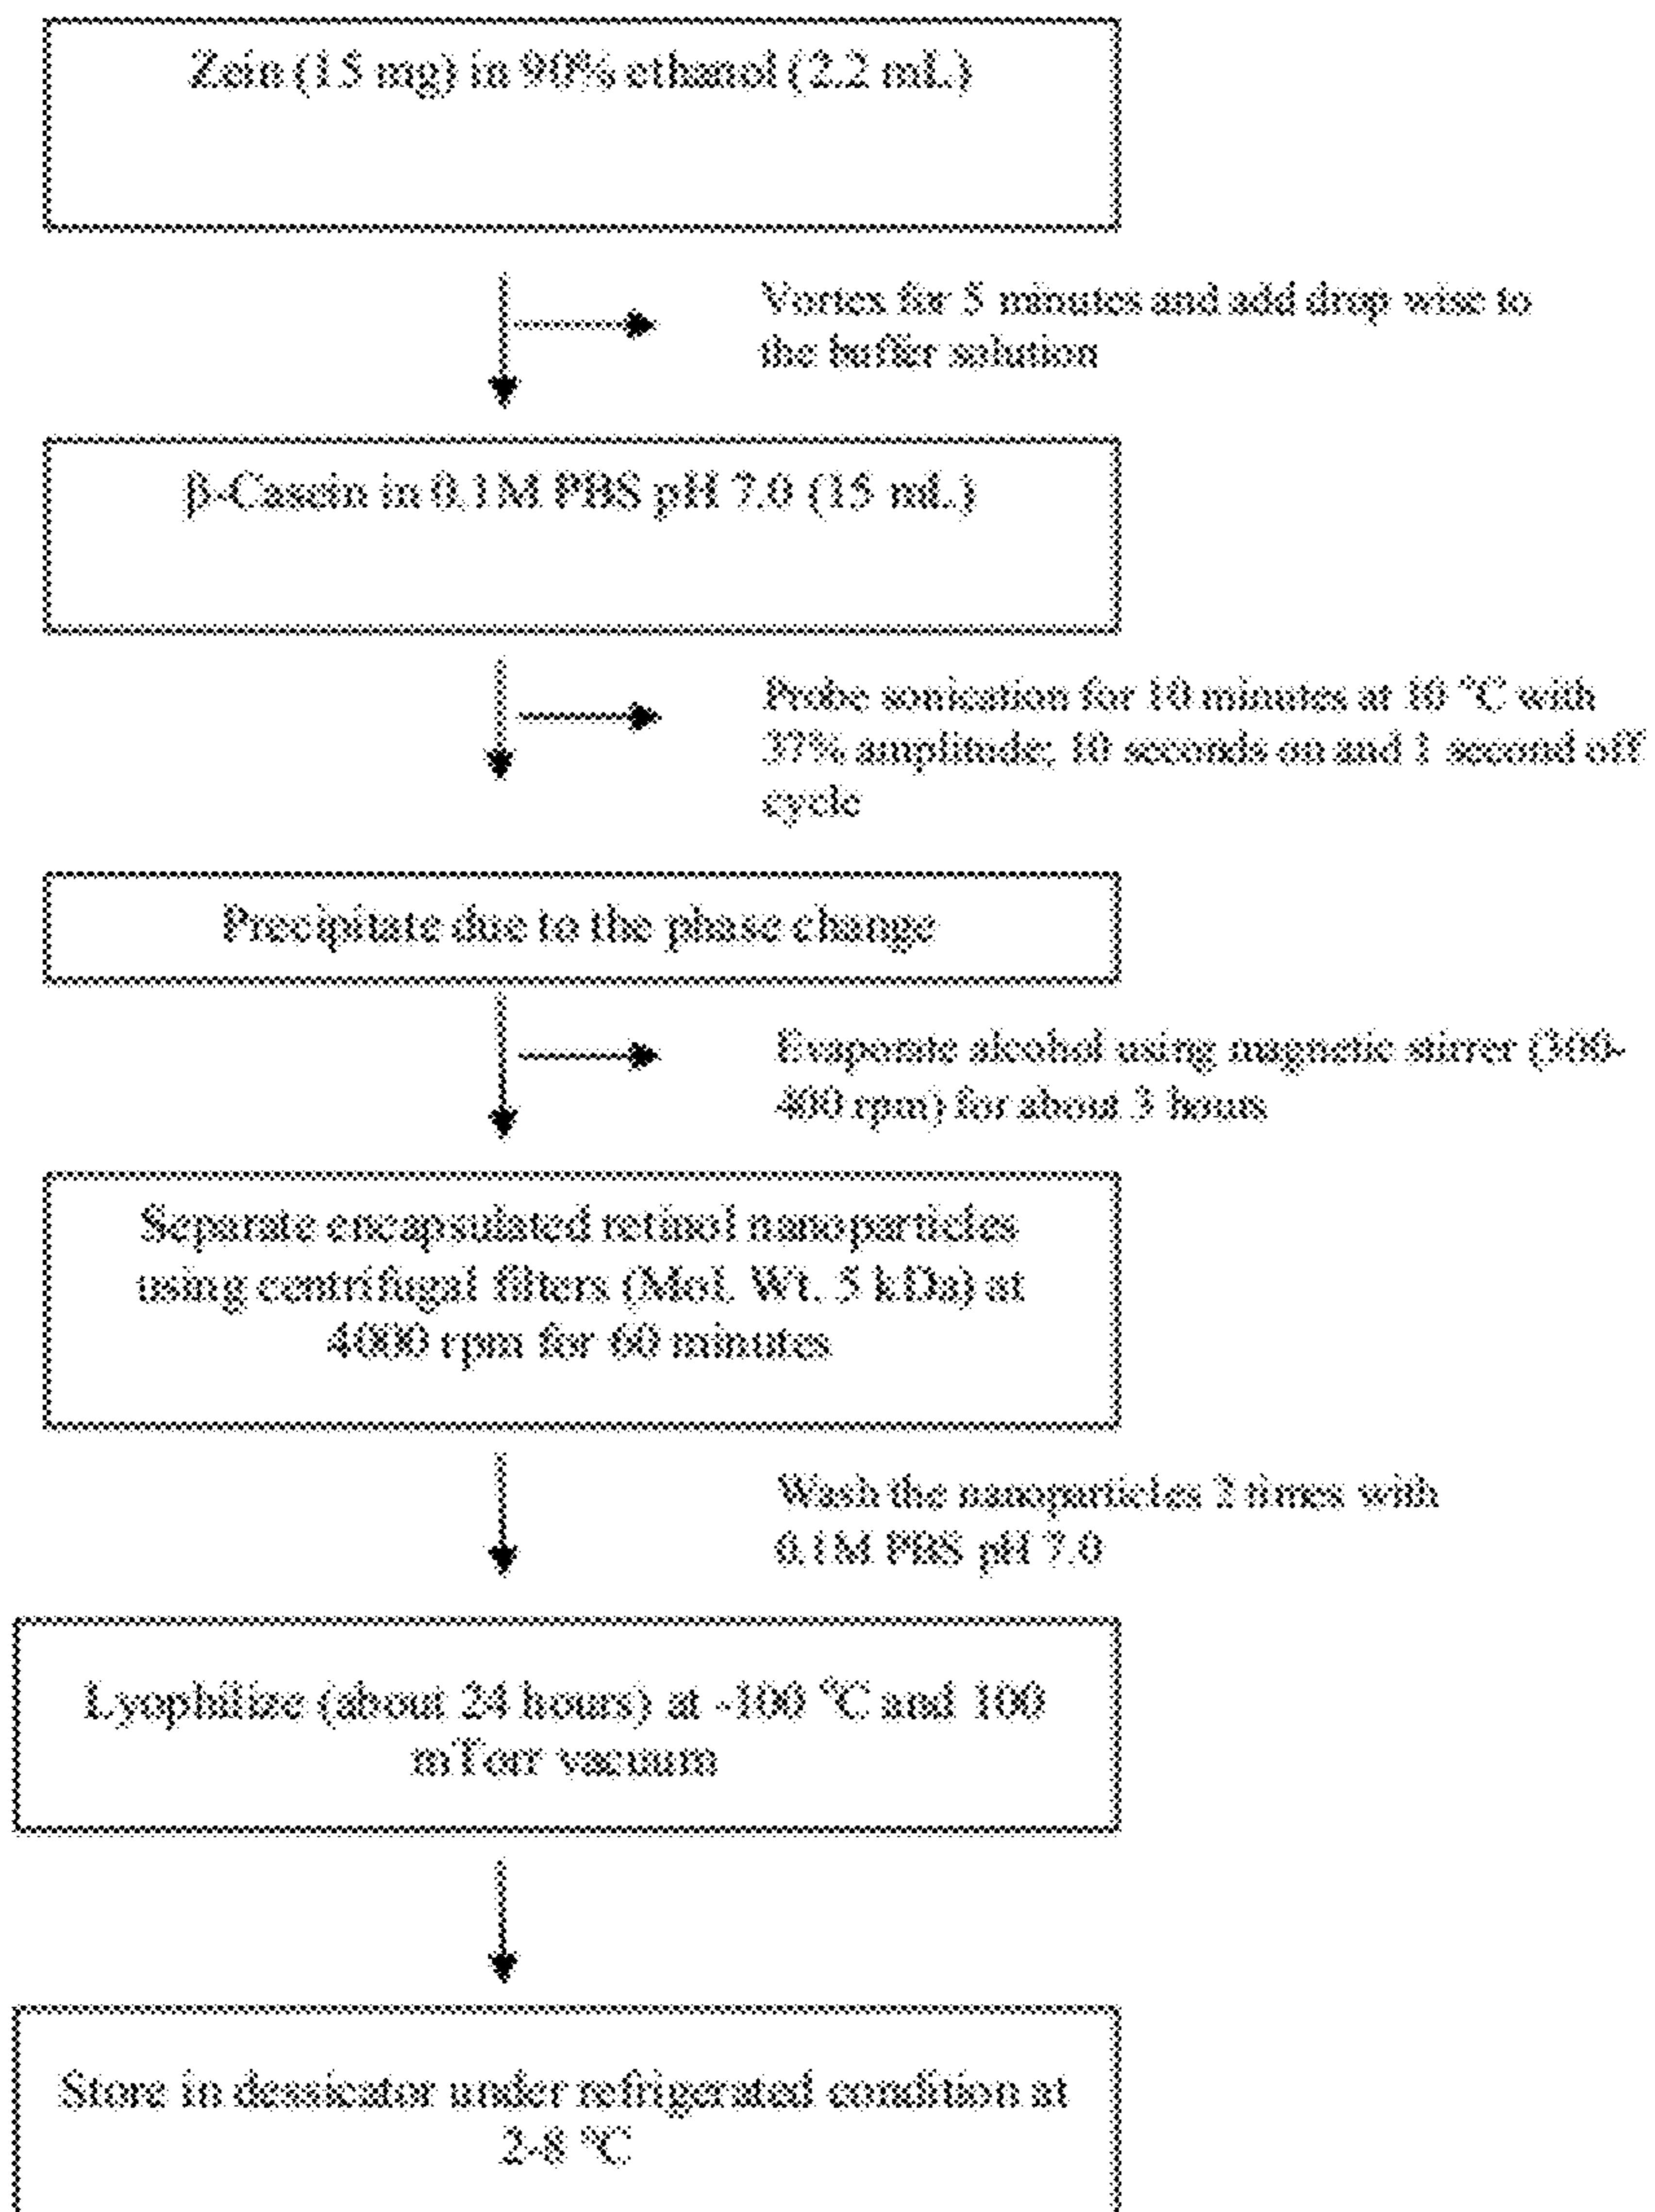 Zein (15 mg) in 90% ethanol (2.2 mL)
Vortex for 5 minutes and add drop wise to
the buffer solution
β-Casein in 0.1M PBS pH 7.0 (15 mL)
Probe sonication for 10 minutes at 10 °C with
37% amplitude; 10 seconds on and 1 second off
cycle
Precipitate due to the phase change
Evaporate alcohol using magnetic stirrer (300-
400 rpm) for about 3 hours
Separate encapsulated retinol nanoparticles
using centrifugal filters (Mol. Wt. 5 kDa) at
4000 rpm for 60 minutes
Wash the nanoparticles 2 times with
0.1M PBS pH 7.0
Lyophilize (about 24 hours) at -100 °C and 100
mTorr vacuum
Store in dessicator under refrigerated condition at
2-8 °C